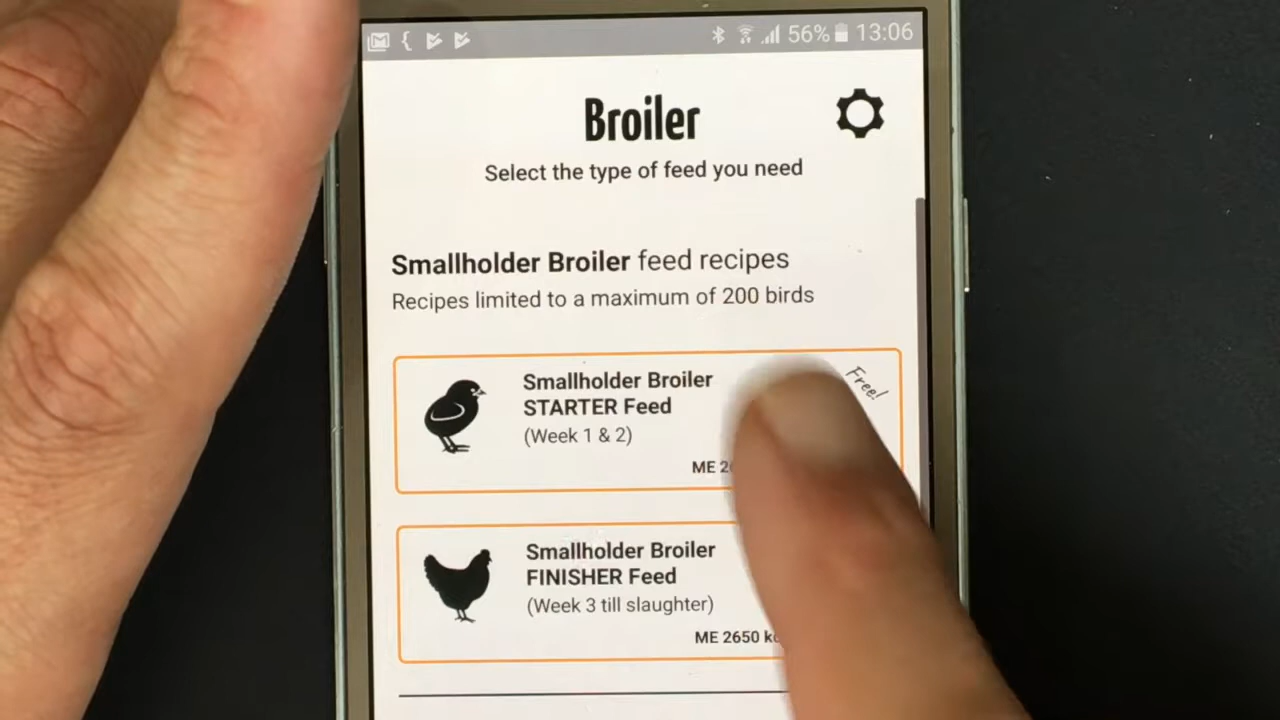 56% 13:06
Broiler
Select the type of feed you need
Smallholder Broiler feed recipes
Recipes limited to a maximum of 200 birds
Smallholder Broiler
STARTER Feed
Free!
(Week 1 & 2)
ME
Smallholder Broiler
FINISHER Feed
(Week 3 till slaughter)
ME 2650